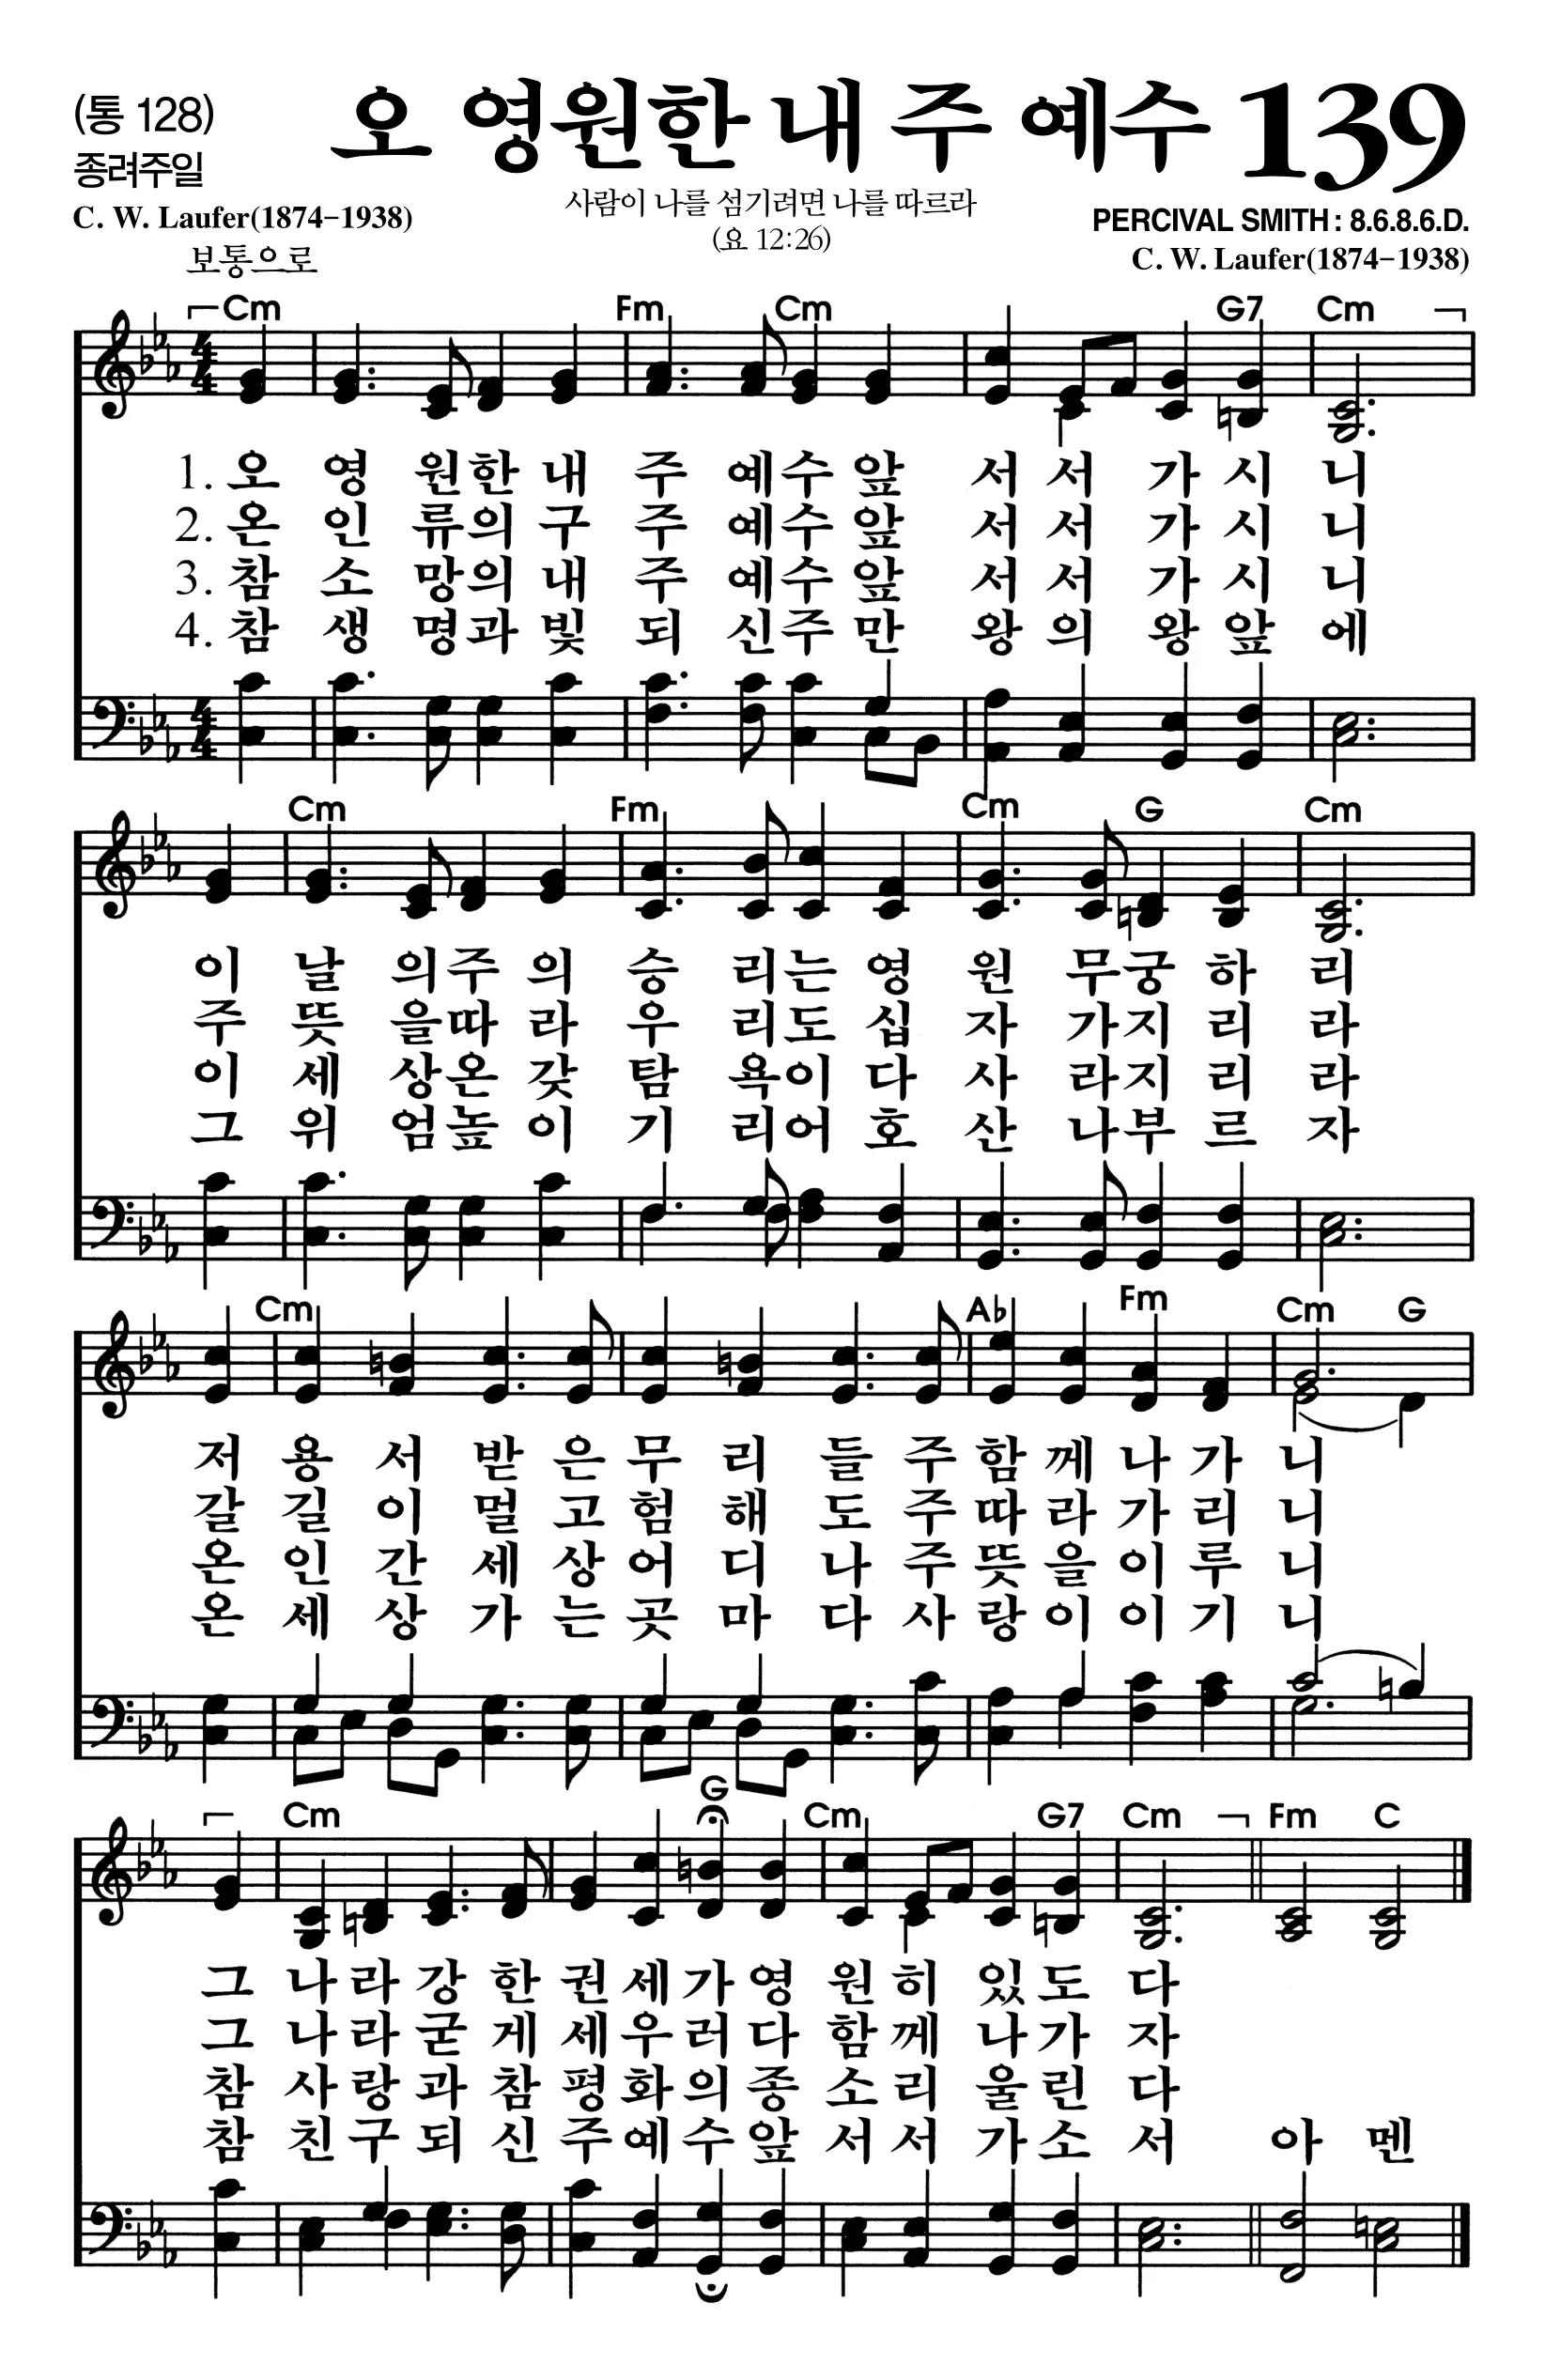 (통 128)
오 영원한 내 주 예수 139
종려주일
사람이 나를 섬기려면 나를 따르라
(요 12:26)
C. W. Laufer(1874-1938)
PERCIVAL SMITH : 8.6.8.6.D.
보통으로
C. W. Laufer(1874-1938)
Cm Fm Cm G7 Cm
1. 오 영 원한 내 주 예수 앞 서 서 가 시 니
2. 온 인 류의 구 주 예수 앞 서 서 가 시 니
3. 참 소 망의 내 주 예수 앞 서 서 가 시 니
4. 참 생 명과 빛 되 신주 만 왕 의 왕 앞 에
Cm Fm Cm G Cm
이 날 의주 의 승 리는 영 원 무궁 하 리
주 뜻 을따 라 우 리도 십 자 가지 리 라
이 세 상온 갖 탐 욕이 다 사 라지 리 라
그 위 엄높 이 기 리어 호 산 나부 르 자
Cm A♭ Fm Cm G
저 용 서 받 은 무 리 들 주 함 께 나 가 니
갈 길 이 멀 고 험 해 도 주 따 라 가 리 니
온 인 간 세 상 어 디 나 주 뜻 을 이 루 니
온 세 상 가 는 곳 마 다 사 랑 이 이 기 니
Cm G Cm G7 Cm Fm C
그 나 라 강 한 권 세 가 영 원 히 있 도 다
그 나 라 굳 게 세 우 러 다 함 께 나 가 자
참 사 랑 과 참 평 화 의 종 소 리 울 린 다
참 친 구 되 신 주 예 수 앞 서 서 가 소 서 아 멘